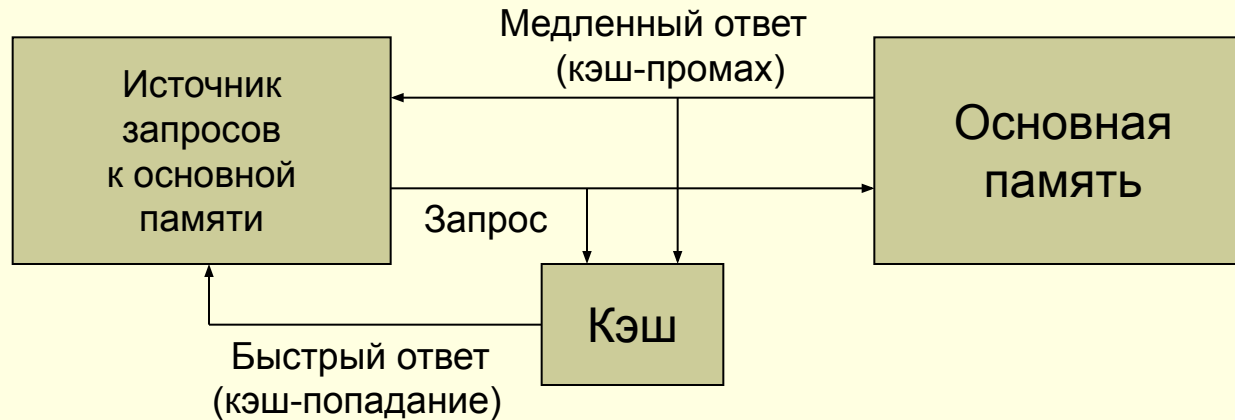 Медленный ответ
(кэш-промах)
Источник
запросов
к основной
памяти
Основная
память
Запрос
Кэш
Быстрый ответ
(кэш-попадание)